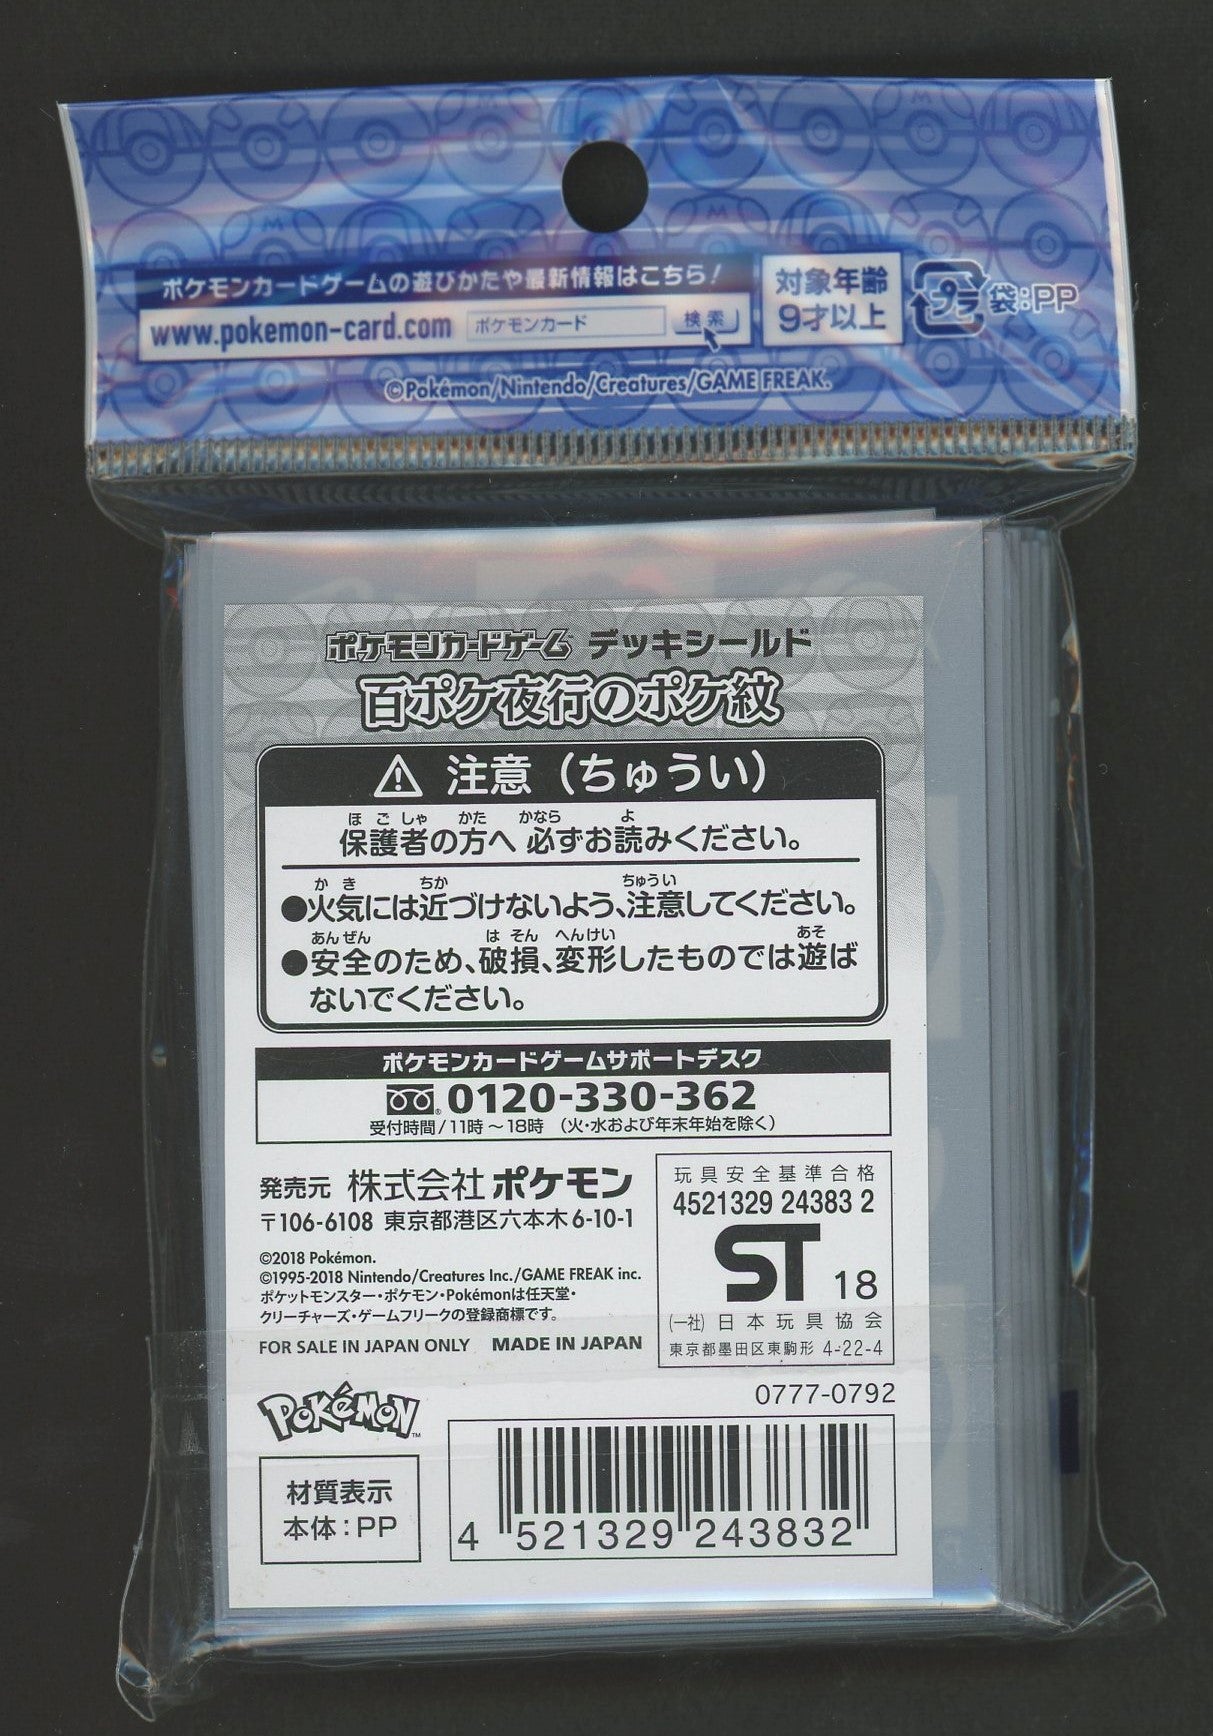 ポケモンカードゲームの遊びかたや最新情報はこちら!
www.pokemon-card.com ポケモンカード 検索
対象年齢
9才以上
プラ 袋:PP
©Pokémon/Nintendo/Creatures/GAME FREAK.
ポケモンカードゲーム デッキシールド
百ポケ夜行のポケ紋
注意(ちゅうい)
ほごしゃ かた かなら よ
保護者の方へ 必ずお読みください。
かき ちか ちゅうい
●火気には近づけないよう、注意してください。
あんぜん はそん へんけい あそ
●安全のため、破損、変形したものでは遊ば
ないでください。
ポケモンカードゲームサポートデスク
0120-330-362
受付時間/11時～18時 (火・水および年末年始を除く)
発売元 株式会社ポケモン
〒106-6108 東京都港区六本木6-10-1
©2018 Pokémon.
©1995-2018 Nintendo/Creatures Inc./GAME FREAK inc.
ポケットモンスター・ポケモン・Pokémonは任天堂・
クリーチャーズ・ゲームフリークの登録商標です。
FOR SALE IN JAPAN ONLY MADE IN JAPAN
玩具安全基準合格
4521329 24383 2
ST 18
(一社) 日本玩具協会
東京都墨田区東駒形 4-22-4
0777-0792
POKéMON™
材質表示
本体:PP
4 521329 243832